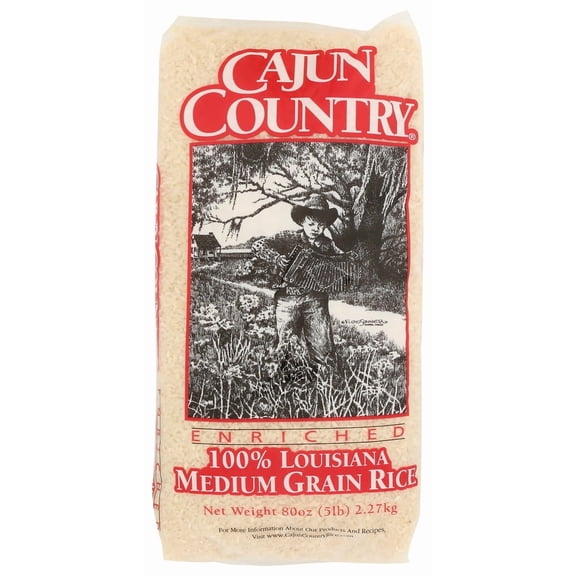 CAJUN
COUNTRY®
ENRICHED
100% LOUISIANA
MEDIUM GRAIN RICE
Net Weight 80oz (5lb) 2.27kg
For More Information About Our Products And Recipes,
Visit www.CajunCountryRice.com